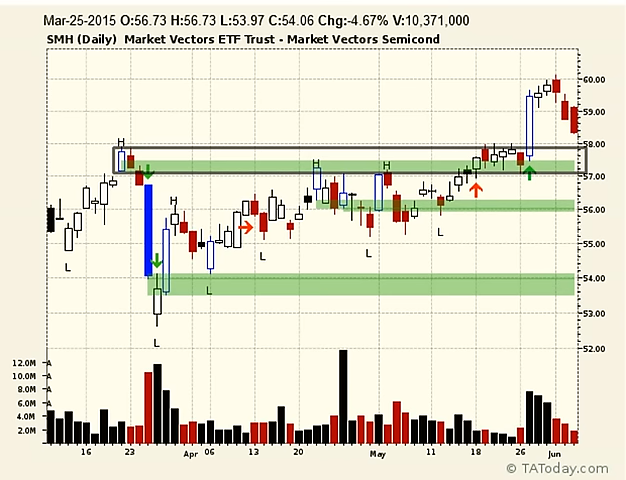 Mar-25-2015 O:56.73 H:56.73 L:53.97 C:54.06 Chg:-4.67% V:10,371,000
SMH (Daily) Market Vectors ETF Trust - Market Vectors Semicond
60.00
59.00
H
58.00
H
H
57.00
H
56.00
55.00
L
L
L
L
54.00
L
53.00
L
52.00
12.0M
A
10.0M
A
8.0M
A
6.0M
A
4.0M
A
2.0M
16 23 Apr 06 13 20 May 11 18 26 Jun
© TAToday.com